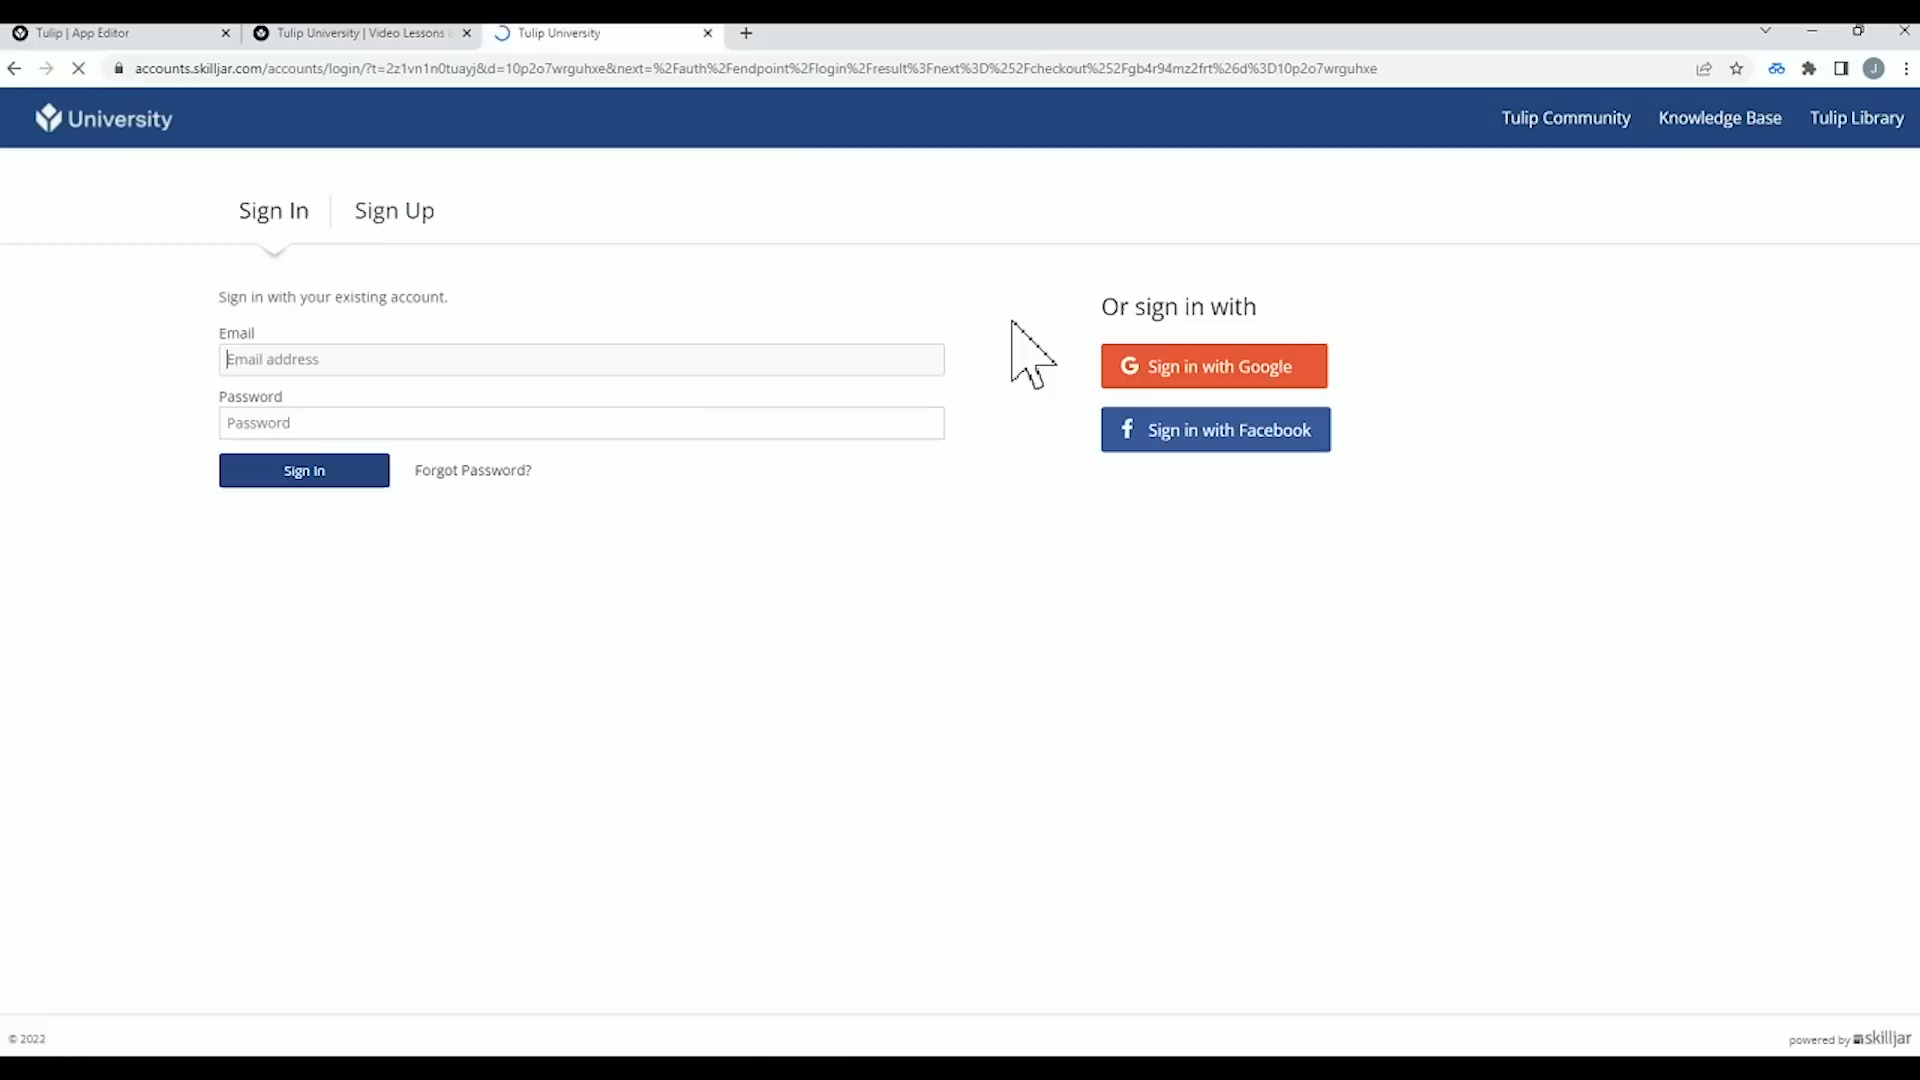 Tulip | App Editor
Tulip University | Video Lessons
Tulip University
accounts.skilljar.com/accounts/login/?t=2z1vn1n0tuayj&d=10p2o7wrguhxe&next=%2Fauth%2Fendpoint%2Flogin%2Fresult%3Fnext%3D%252Fcheckout%252Fgb4r94mz2frt%26d%3D10p2o7wrguhxe
J
University
Tulip Community
Knowledge Base
Tulip Library
Sign In
Sign Up
Sign in with your existing account.
Email
Email address
Password
Password
Sign In
Forgot Password?
Or sign in with
G Sign in with Google
f Sign in with Facebook
© 2022
powered by skilljar